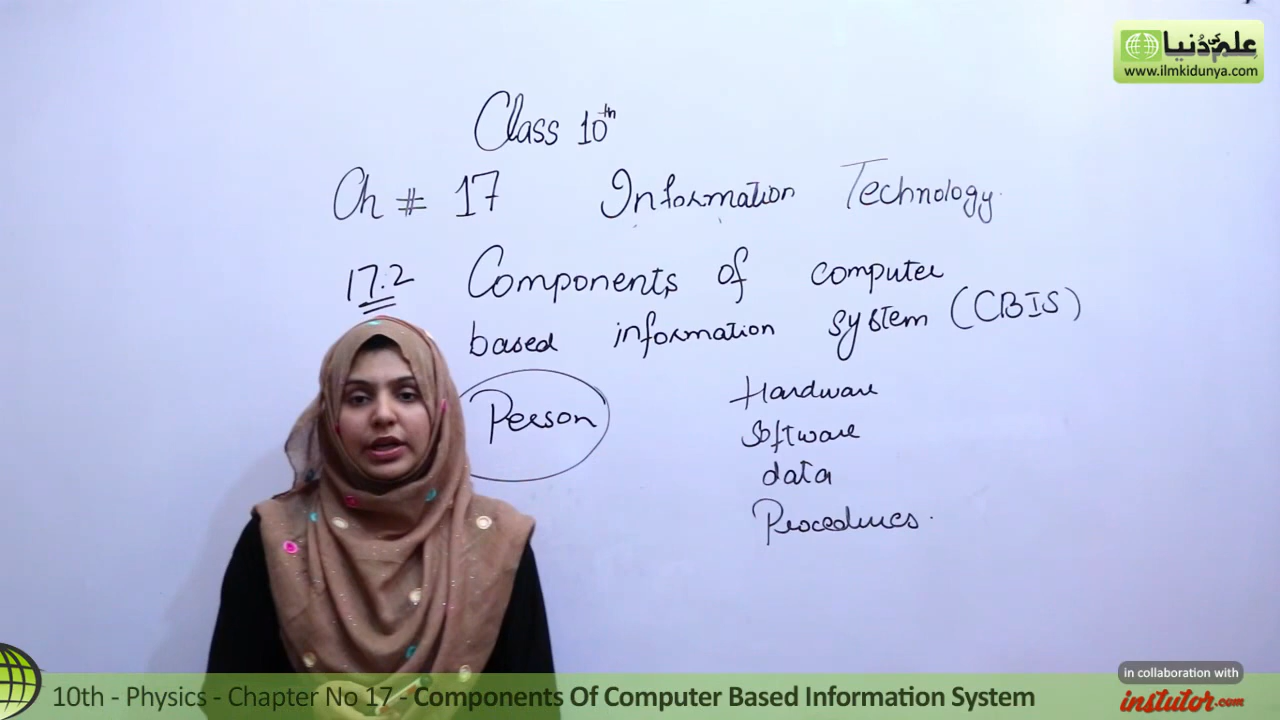 علم کی دنیا
www.ilmkidunya.com
Class 10th
Ch # 17 Information Technology.
17.2 Components of computer
based information system (CBIS)
Person
Hardware
software
data
Procedures.
in collaboration with
instutor.com
10th - Physics - Chapter No 17 - Components Of Computer Based Information System